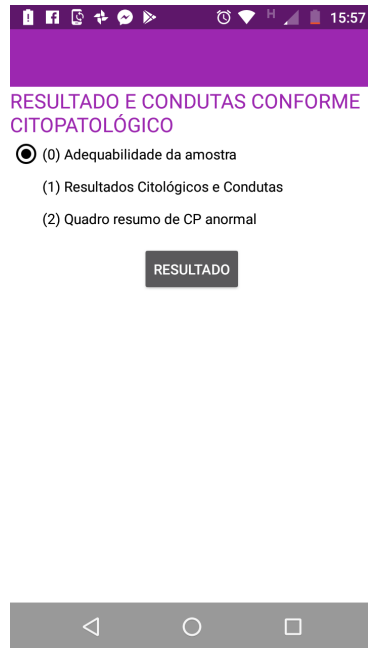 H 15:57
RESULTADO E CONDUTAS CONFORME
CITOPATOLÓGICO
(0) Adequabilidade da amostra
(1) Resultados Citológicos e Condutas
(2) Quadro resumo de CP anormal
RESULTADO